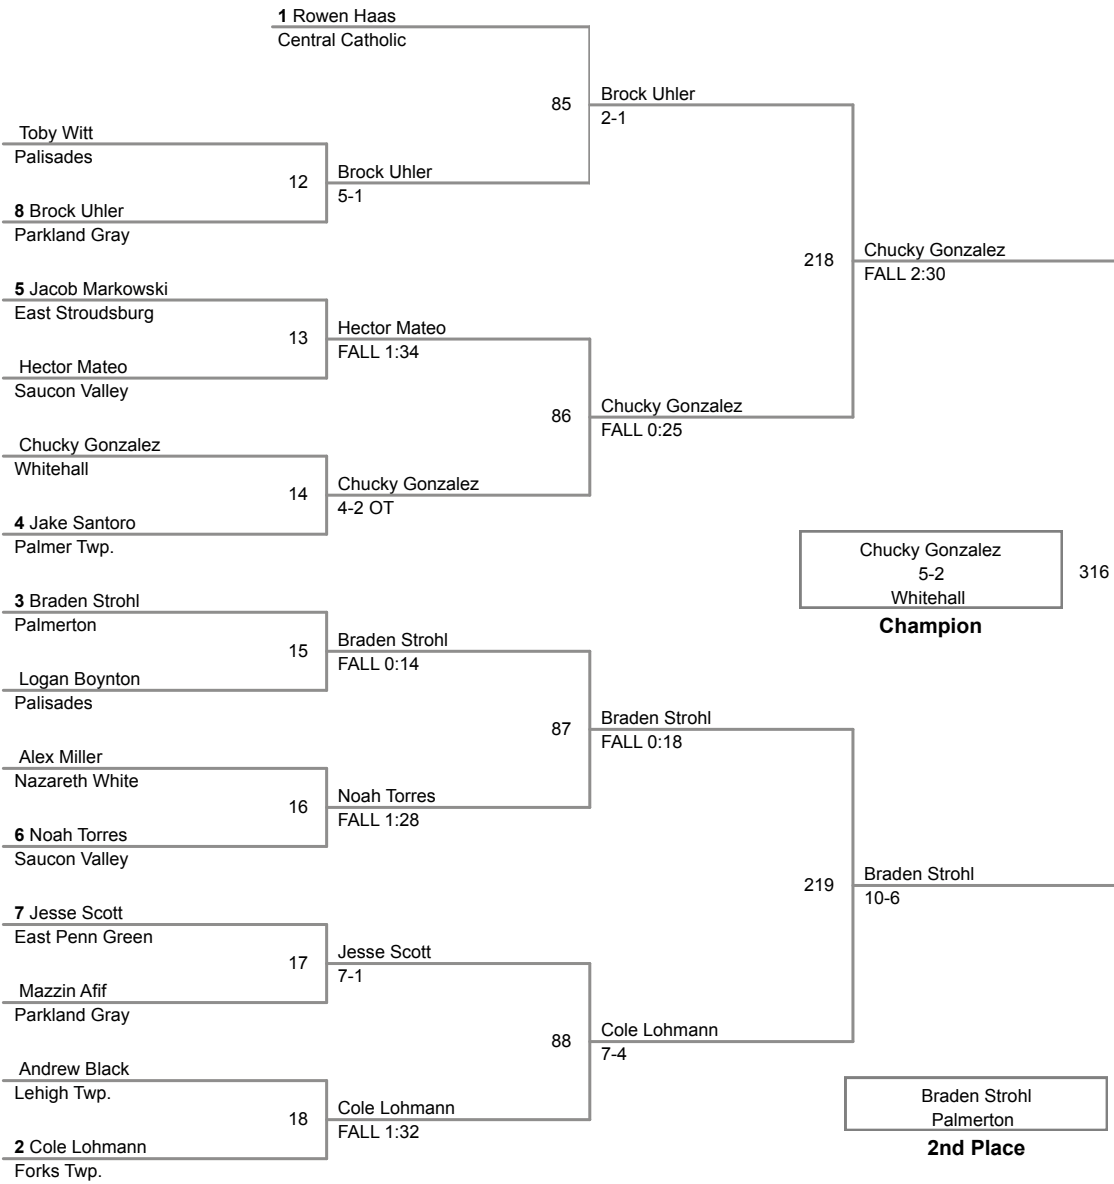 1 Rowen Haas
Central Catholic
85
Brock Uhler
2-1
Toby Witt
Palisades
12
Brock Uhler
5-1
8 Brock Uhler
Parkland Gray
218
Chucky Gonzalez
FALL 2:30
5 Jacob Markowski
East Stroudsburg
13
Hector Mateo
FALL 1:34
Hector Mateo
Saucon Valley
86
Chucky Gonzalez
FALL 0:25
Chucky Gonzalez
Whitehall
14
Chucky Gonzalez
4-2 OT
4 Jake Santoro
Palmer Twp.
Chucky Gonzalez
5-2
Whitehall
316
Champion
3 Braden Strohl
Palmerton
15
Braden Strohl
FALL 0:14
Logan Boynton
Palisades
87
Braden Strohl
FALL 0:18
Alex Miller
Nazareth White
16
Noah Torres
FALL 1:28
6 Noah Torres
Saucon Valley
219
Braden Strohl
10-6
7 Jesse Scott
East Penn Green
17
Jesse Scott
7-1
Mazzin Afif
Parkland Gray
88
Cole Lohmann
7-4
Andrew Black
Lehigh Twp.
18
Cole Lohmann
FALL 1:32
2 Cole Lohmann
Forks Twp.
Braden Strohl
Palmerton
2nd Place